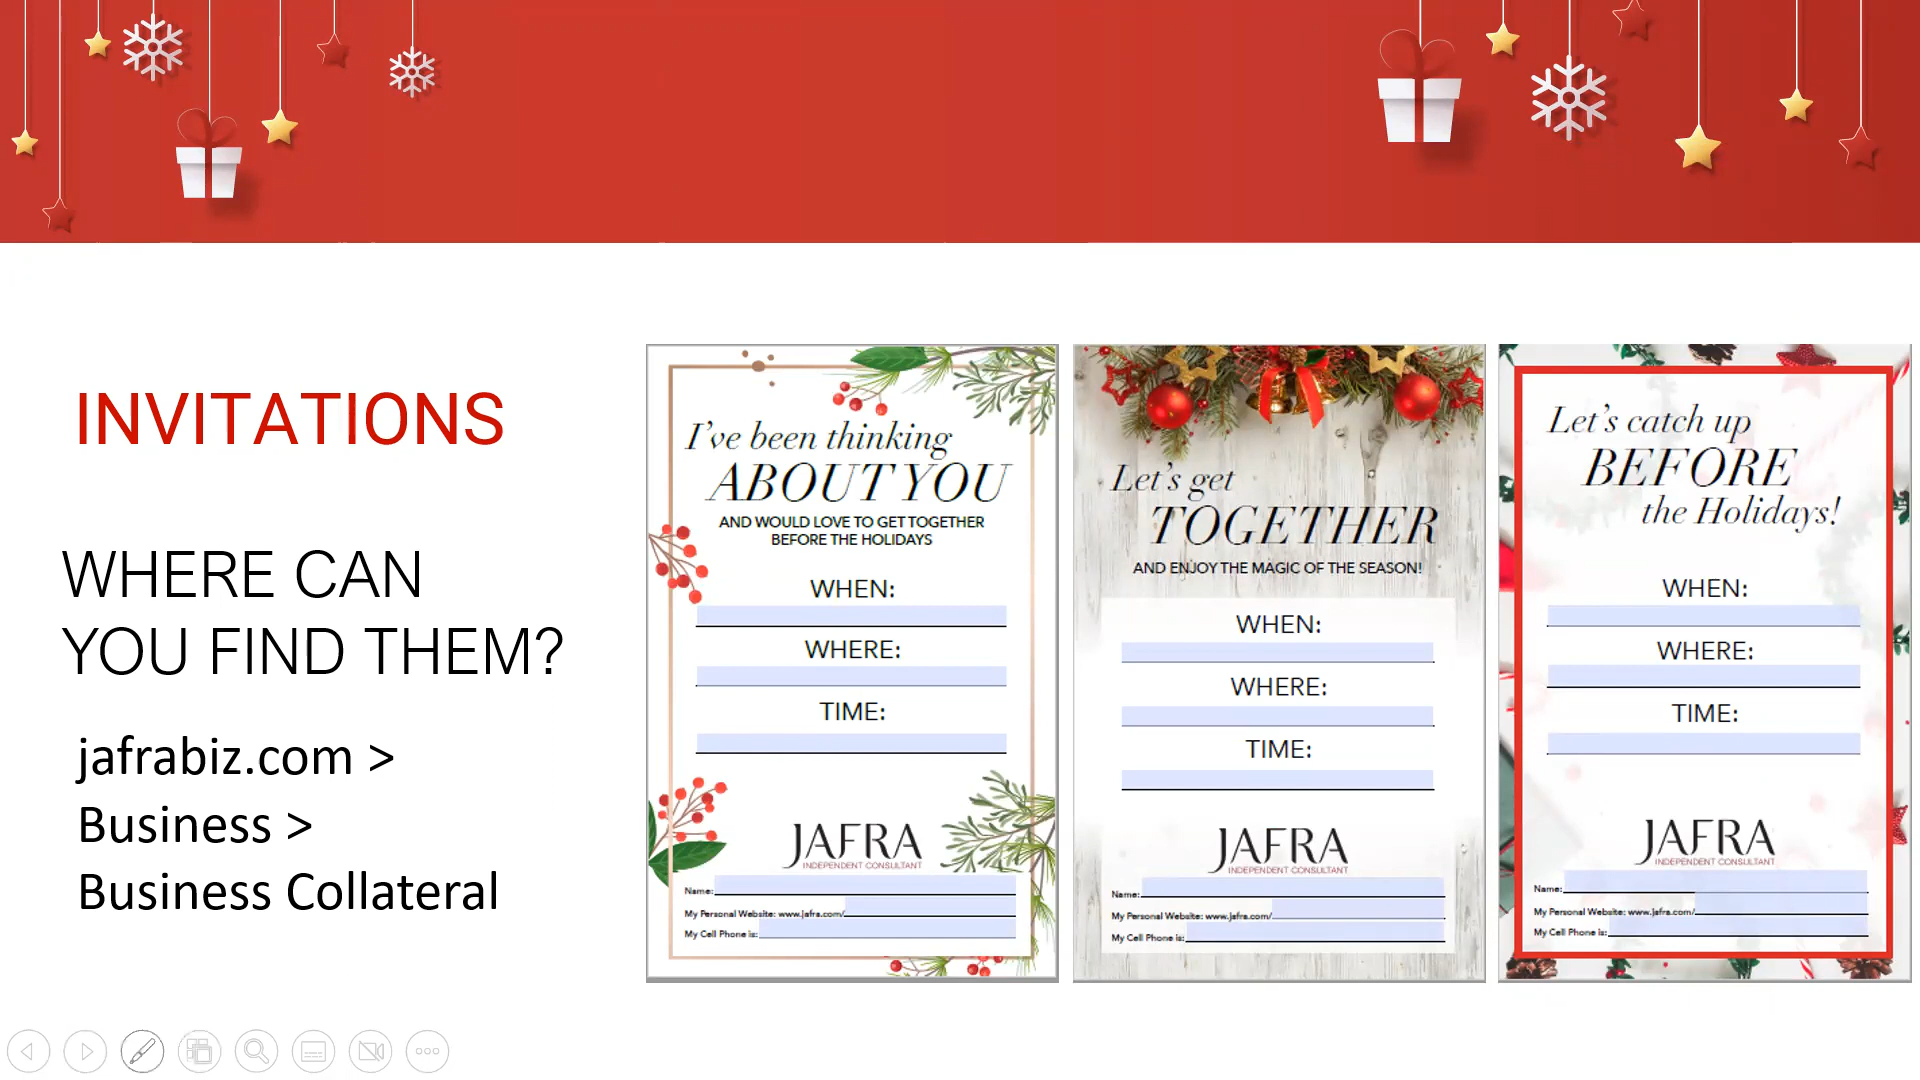 INVITATIONS
WHERE CAN
YOU FIND THEM?
jafrabiz.com >
Business >
Business Collateral
I've been thinking
ABOUT YOU
AND WOULD LOVE TO GET TOGETHER
BEFORE THE HOLIDAYS
WHEN:
WHERE:
TIME:
JAFRA
INDEPENDENT CONSULTANT
Name:
My Personal Website: www.jafra.com/
My Cell Phone is:
Let's get
TOGETHER
AND ENJOY THE MAGIC OF THE SEASON!
WHEN:
WHERE:
TIME:
JAFRA
INDEPENDENT CONSULTANT
Name:
My Personal Website: www.jafra.com/
My Cell Phone is:
Let's catch up
BEFORE
the Holidays!
WHEN:
WHERE:
TIME:
JAFRA
INDEPENDENT CONSULTANT
Name:
My Personal Website: www.jafra.com/
My Cell Phone is: